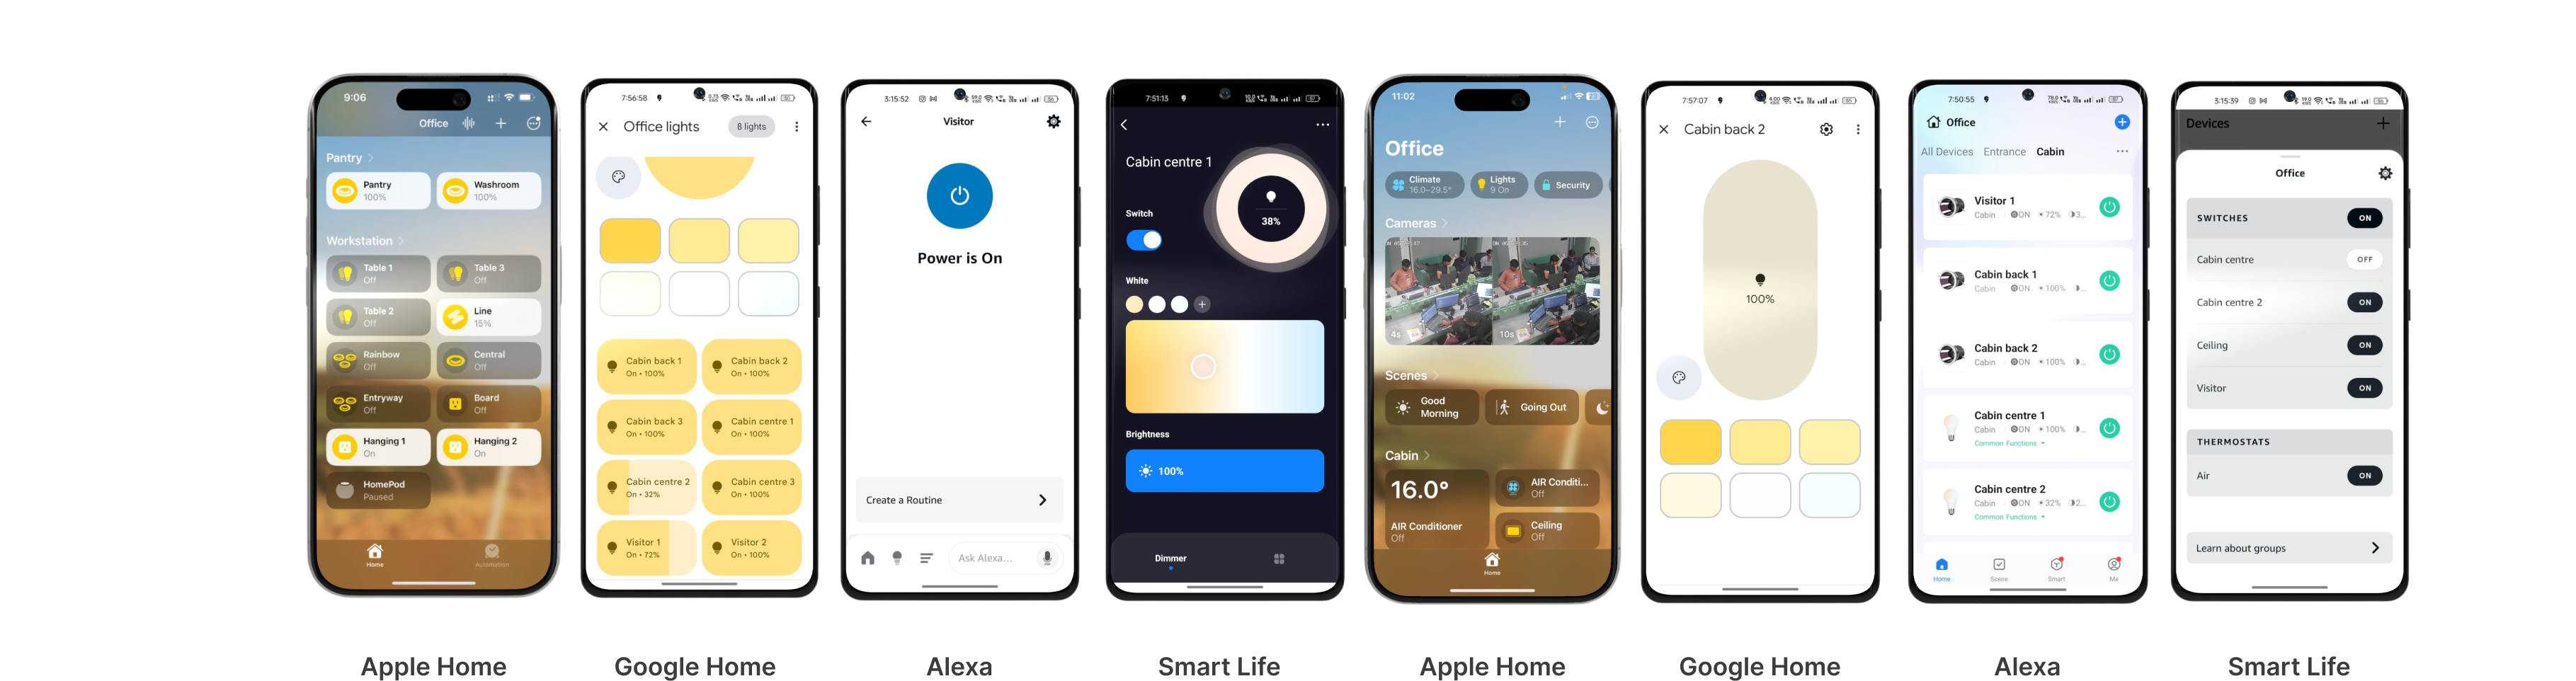 9:06
Office
Pantry
Pantry
100%
Washroom
100%
Workstation
Table 1
Off
Table 3
Off
Table 2
Off
Line
15%
Rainbow
Off
Central
Off
Entryway
Off
Board
Off
Hanging 1
On
Hanging 2
On
HomePod
Paused
Home
Automation
Apple Home
7:56:58
Office lights
8 lights
Cabin back 1
On • 100%
Cabin back 2
On • 100%
Cabin back 3
On • 100%
Cabin centre 1
On • 100%
Cabin centre 2
On • 32%
Cabin centre 3
On • 100%
Visitor 1
On • 72%
Visitor 2
On • 100%
Google Home
3:15:52
Visitor
Power is On
Create a Routine
Ask Alexa...
Alexa
7:51:13
Cabin centre 1
38%
Switch
White
Brightness
100%
Dimmer
Smart Life
11:02
Office
Climate
16.0–29.5°
Lights
9 On
Security
Cameras
4s
10s
Scenes
Good
Morning
Going Out
Cabin
16.0°
AIR Conditioner
Off
AIR Conditi...
Off
Ceiling
Off
Home
Apple Home
7:57:07
Cabin back 2
100%
Google Home
7:50:55
Office
All Devices Entrance Cabin
Visitor 1
Cabin ON 72% 3...
Cabin back 1
Cabin ON 100%
Cabin back 2
Cabin ON 100%
Cabin centre 1
Cabin ON 100%
Common Functions
Cabin centre 2
Cabin ON 32% 2...
Common Functions
Home
Scene
Smart
Me
Alexa
3:15:39
Devices
Office
SWITCHES ON
Cabin centre OFF
Cabin centre 2 ON
Ceiling ON
Visitor ON
THERMOSTATS
Air ON
Learn about groups
Smart Life